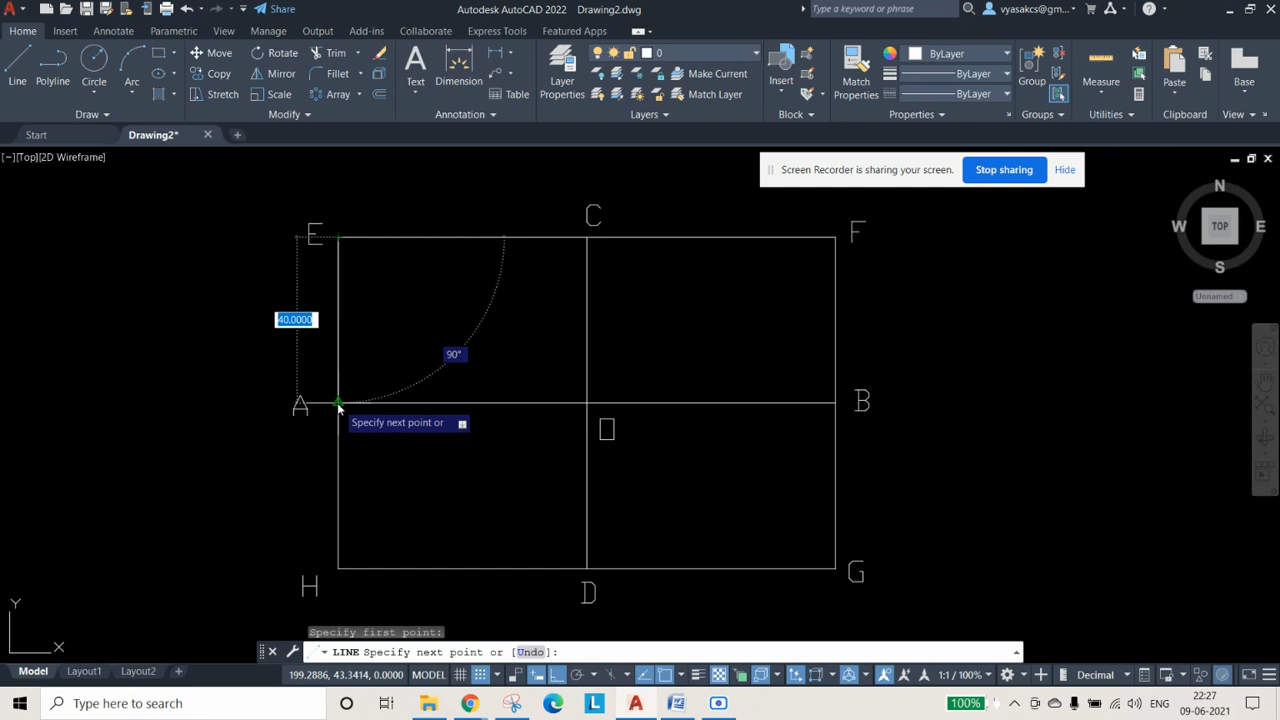 Share
Autodesk AutoCAD 2022 Drawing2.dwg
Type a keyword or phrase
vyasakcs@gm...
Home Insert Annotate Parametric View Manage Output Add-ins Collaborate Express Tools Featured Apps
Line Polyline Circle Arc
Move Rotate Trim
Copy Mirror Fillet
Stretch Scale Array
Text Dimension Table
Layer Properties
0
Make Current
Match Layer
Insert
Match Properties
ByLayer
ByLayer
ByLayer
Group
Measure
Paste
Base
Draw Modify Annotation Layers Block Properties Groups Utilities Clipboard View
Start Drawing2*
[−][Top][2D Wireframe]
Screen Recorder is sharing your screen. Stop sharing Hide
N
W TOP E
S
Unnamed
C
E F
40.0000
90°
A B
Specify next point or
O
H D G
Y
X
Specify first point:
LINE Specify next point or [Undo]:
Model Layout1 Layout2 +
199.2886, 43.3414, 0.0000 MODEL 1:1 / 100% Decimal
Type here to search
L A W
100%
ENG
22:27
09-06-2021